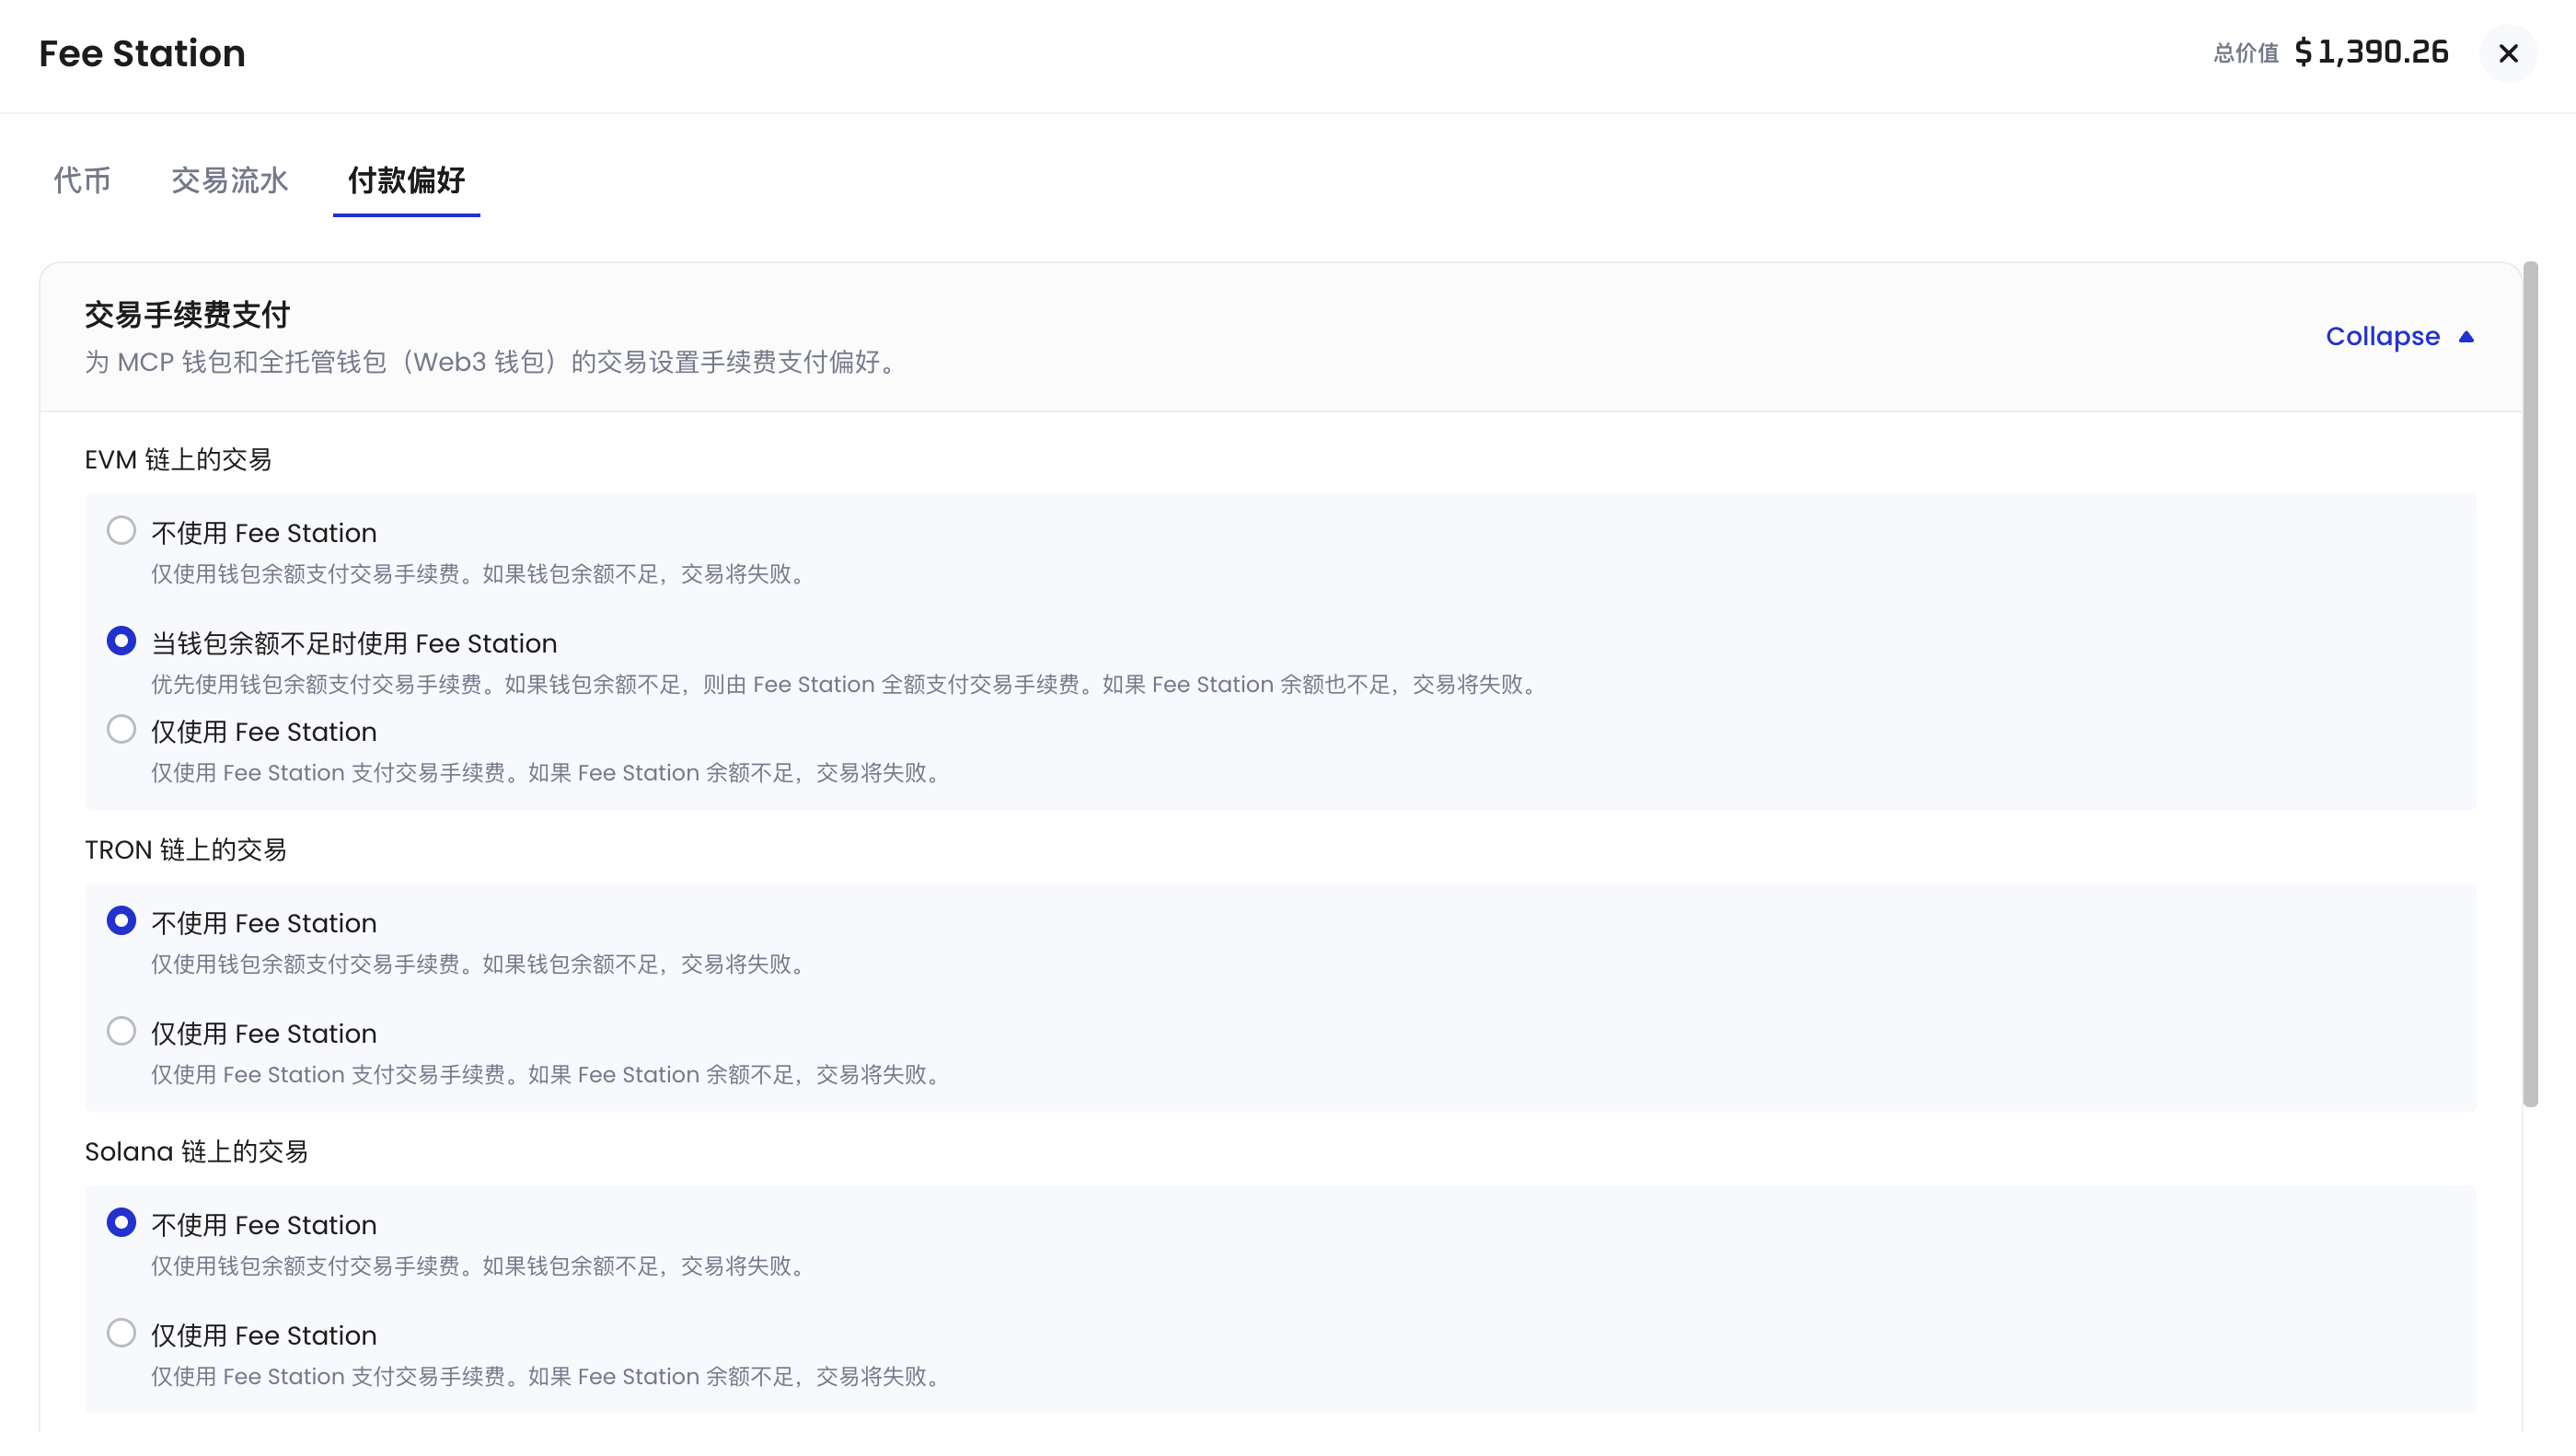 Fee Station
总价值 $1,390.26
代币 交易流水 付款偏好
交易手续费支付
为 MCP 钱包和全托管钱包（Web3 钱包）的交易设置手续费支付偏好。
Collapse
EVM 链上的交易
不使用 Fee Station
仅使用钱包余额支付交易手续费。如果钱包余额不足，交易将失败。
当钱包余额不足时使用 Fee Station
优先使用钱包余额支付交易手续费。如果钱包余额不足，则由 Fee Station 全额支付交易手续费。如果 Fee Station 余额也不足，交易将失败。
仅使用 Fee Station
仅使用 Fee Station 支付交易手续费。如果 Fee Station 余额不足，交易将失败。
TRON 链上的交易
不使用 Fee Station
仅使用钱包余额支付交易手续费。如果钱包余额不足，交易将失败。
仅使用 Fee Station
仅使用 Fee Station 支付交易手续费。如果 Fee Station 余额不足，交易将失败。
Solana 链上的交易
不使用 Fee Station
仅使用钱包余额支付交易手续费。如果钱包余额不足，交易将失败。
仅使用 Fee Station
仅使用 Fee Station 支付交易手续费。如果 Fee Station 余额不足，交易将失败。